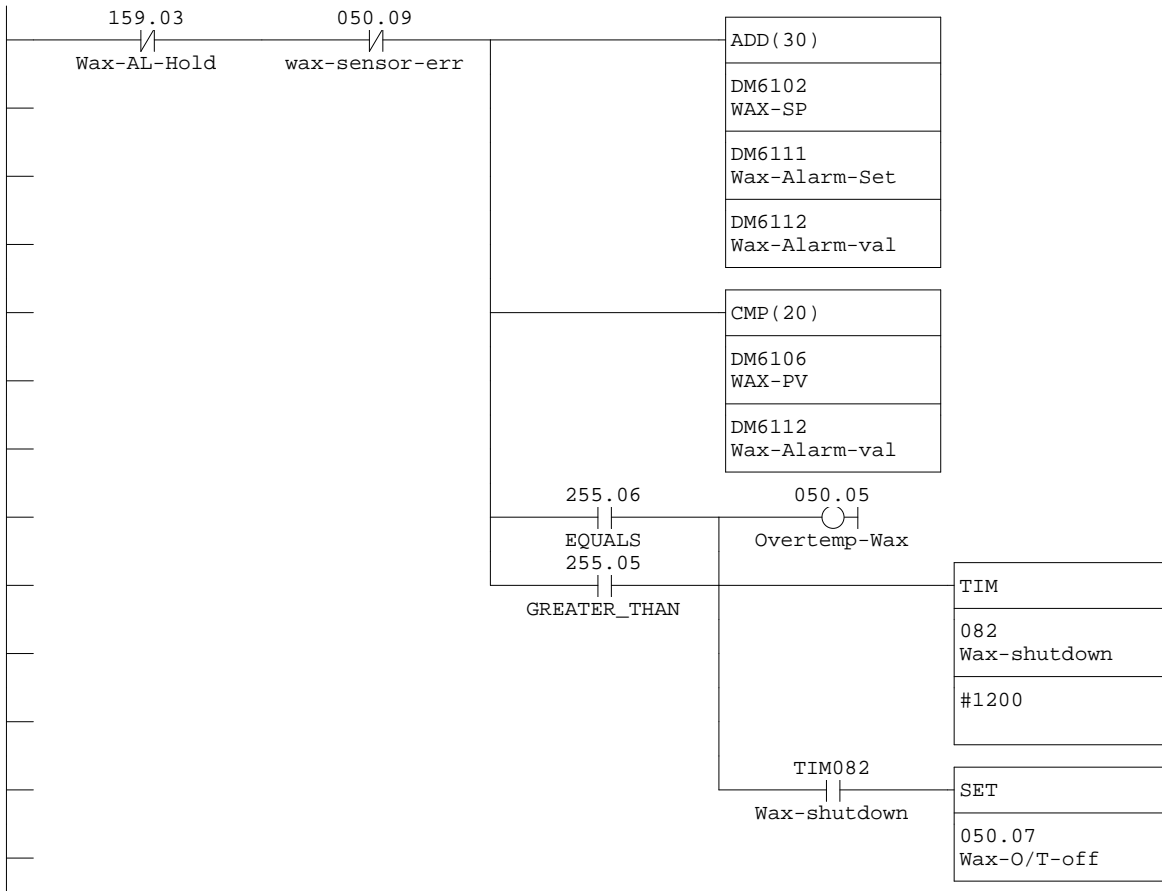 159.03 050.09
Wax-AL-Hold wax-sensor-err
ADD(30)
DM6102
WAX-SP
DM6111
Wax-Alarm-Set
DM6112
Wax-Alarm-val
CMP(20)
DM6106
WAX-PV
DM6112
Wax-Alarm-val
255.06 050.05
EQUALS Overtemp-Wax
255.05
GREATER_THAN
TIM
082
Wax-shutdown
#1200
TIM082
Wax-shutdown
SET
050.07
Wax-O/T-off